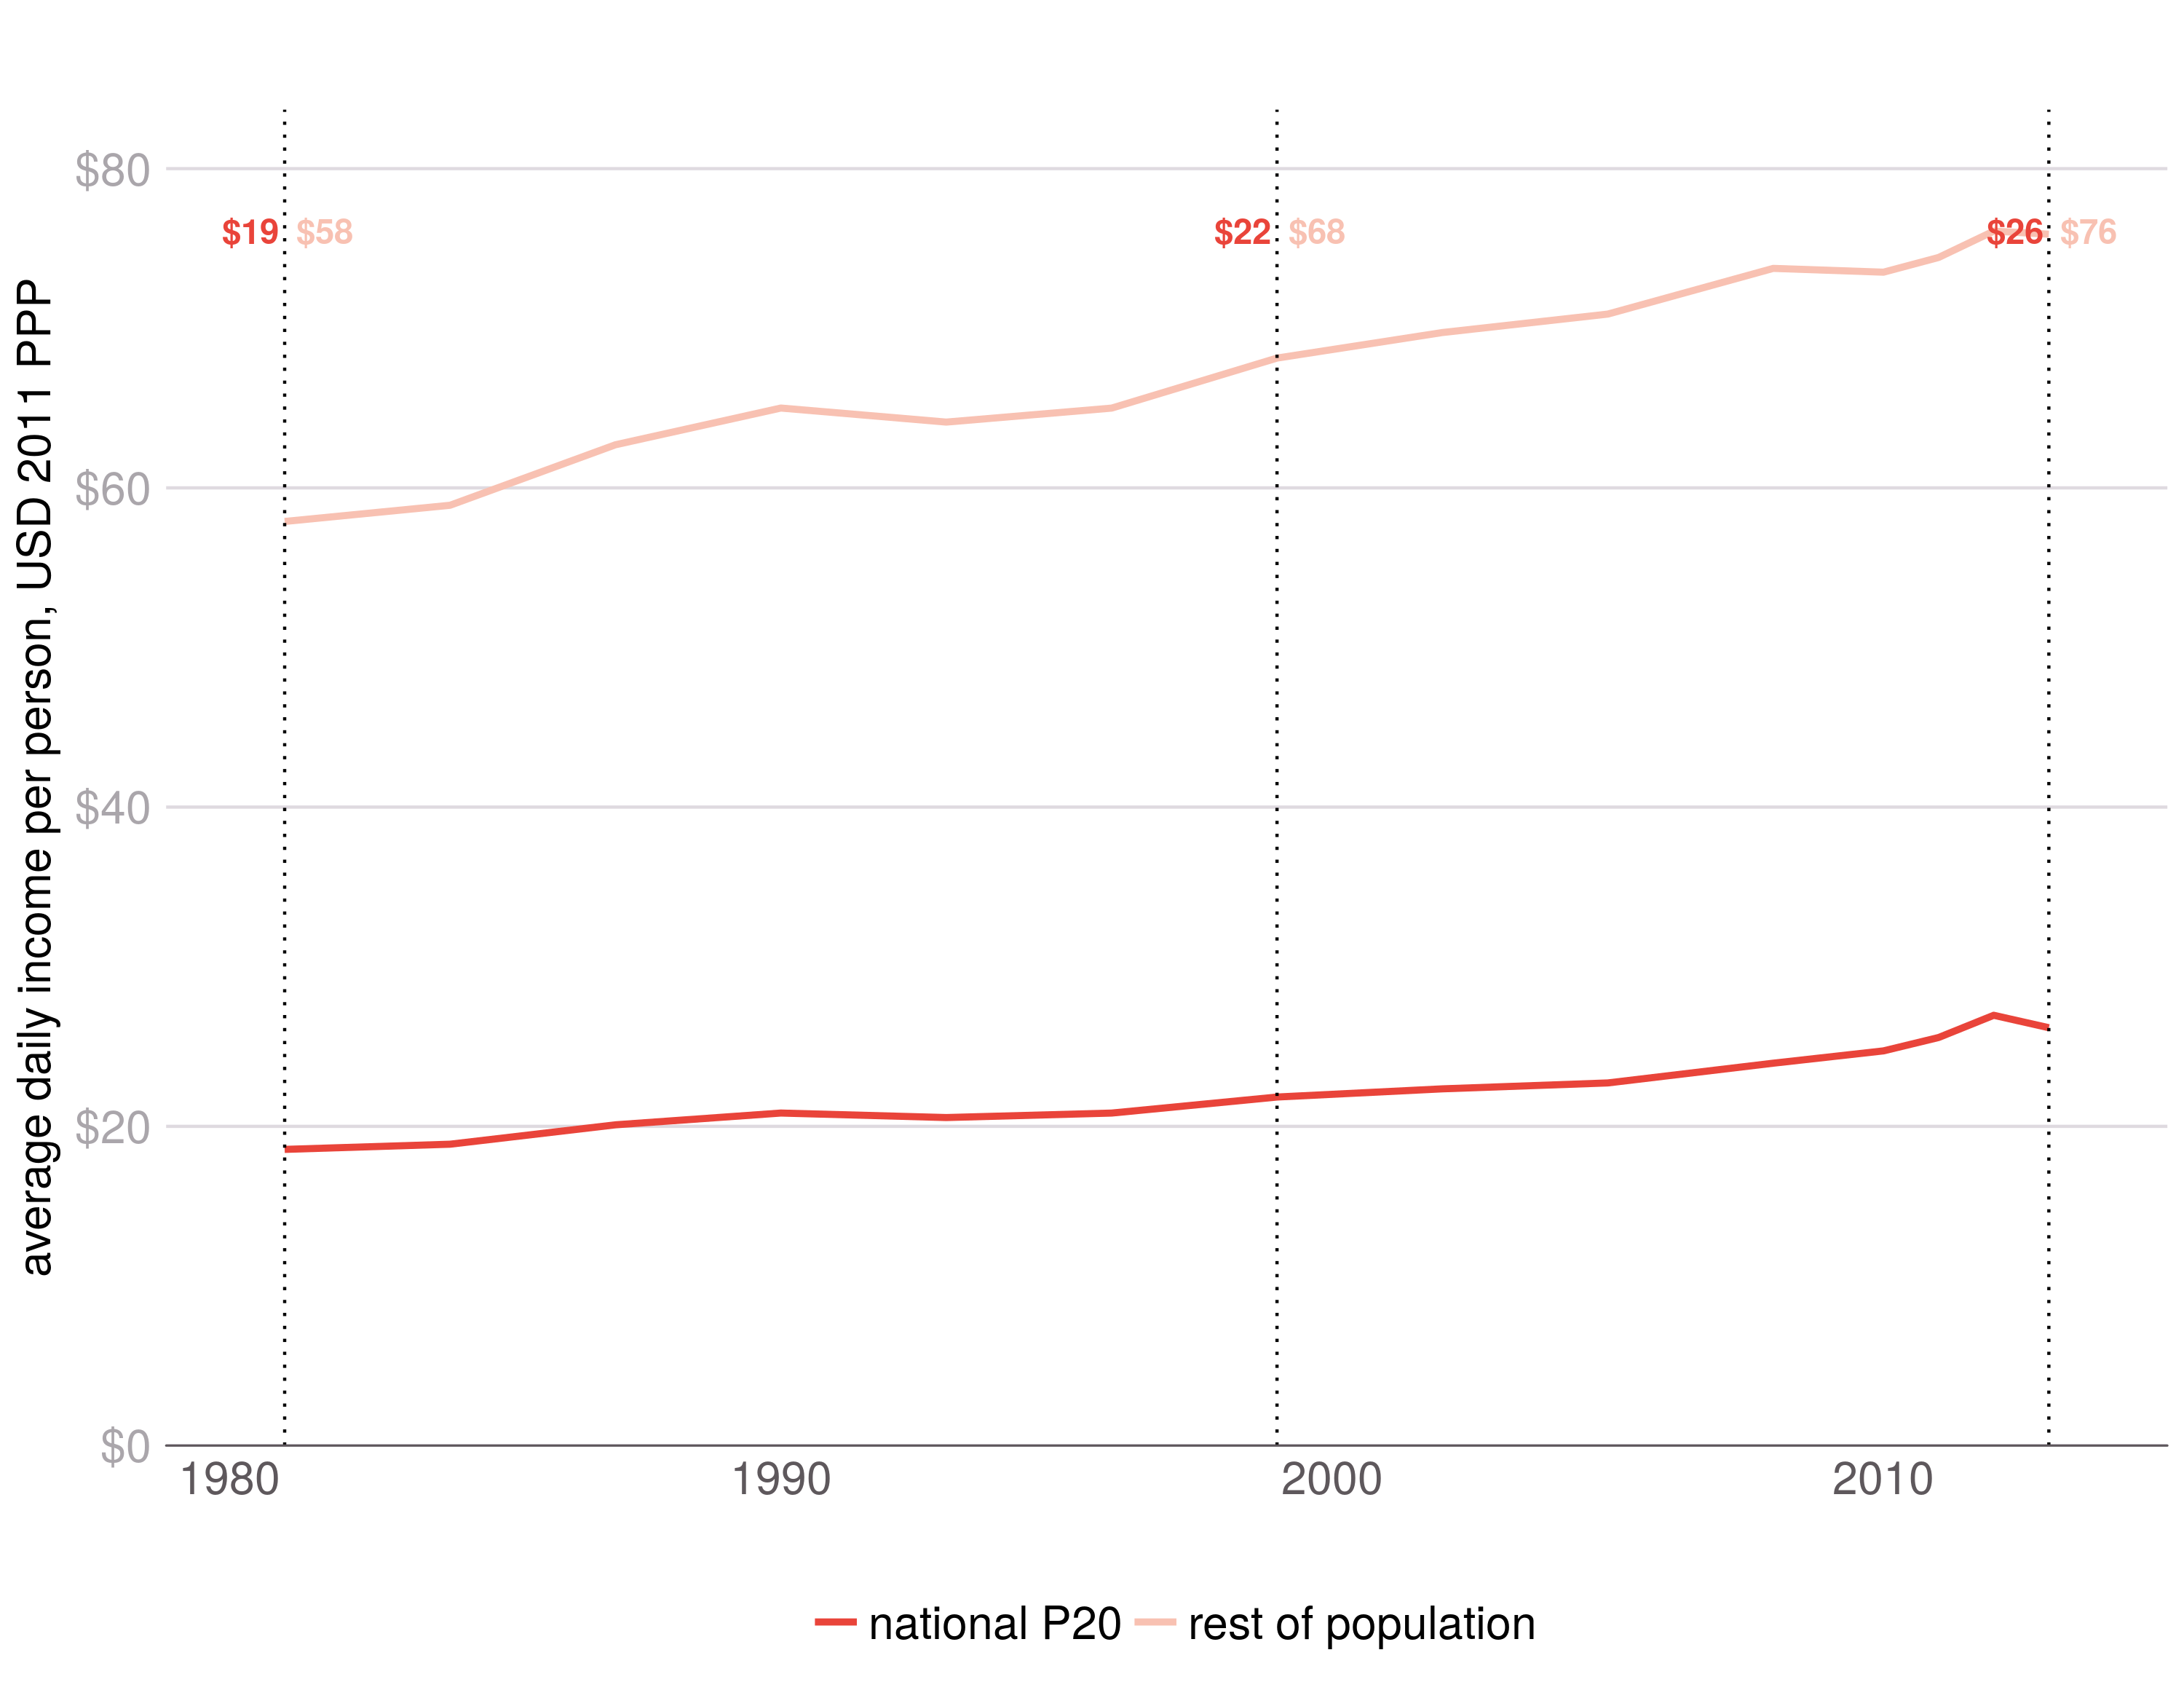 average daily income per person, USD 2011 PPP
$80
$19 $58
$22 $68
$26 $76
$60
$40
$20
$0
1980 1990 2000 2010
national P20 rest of population